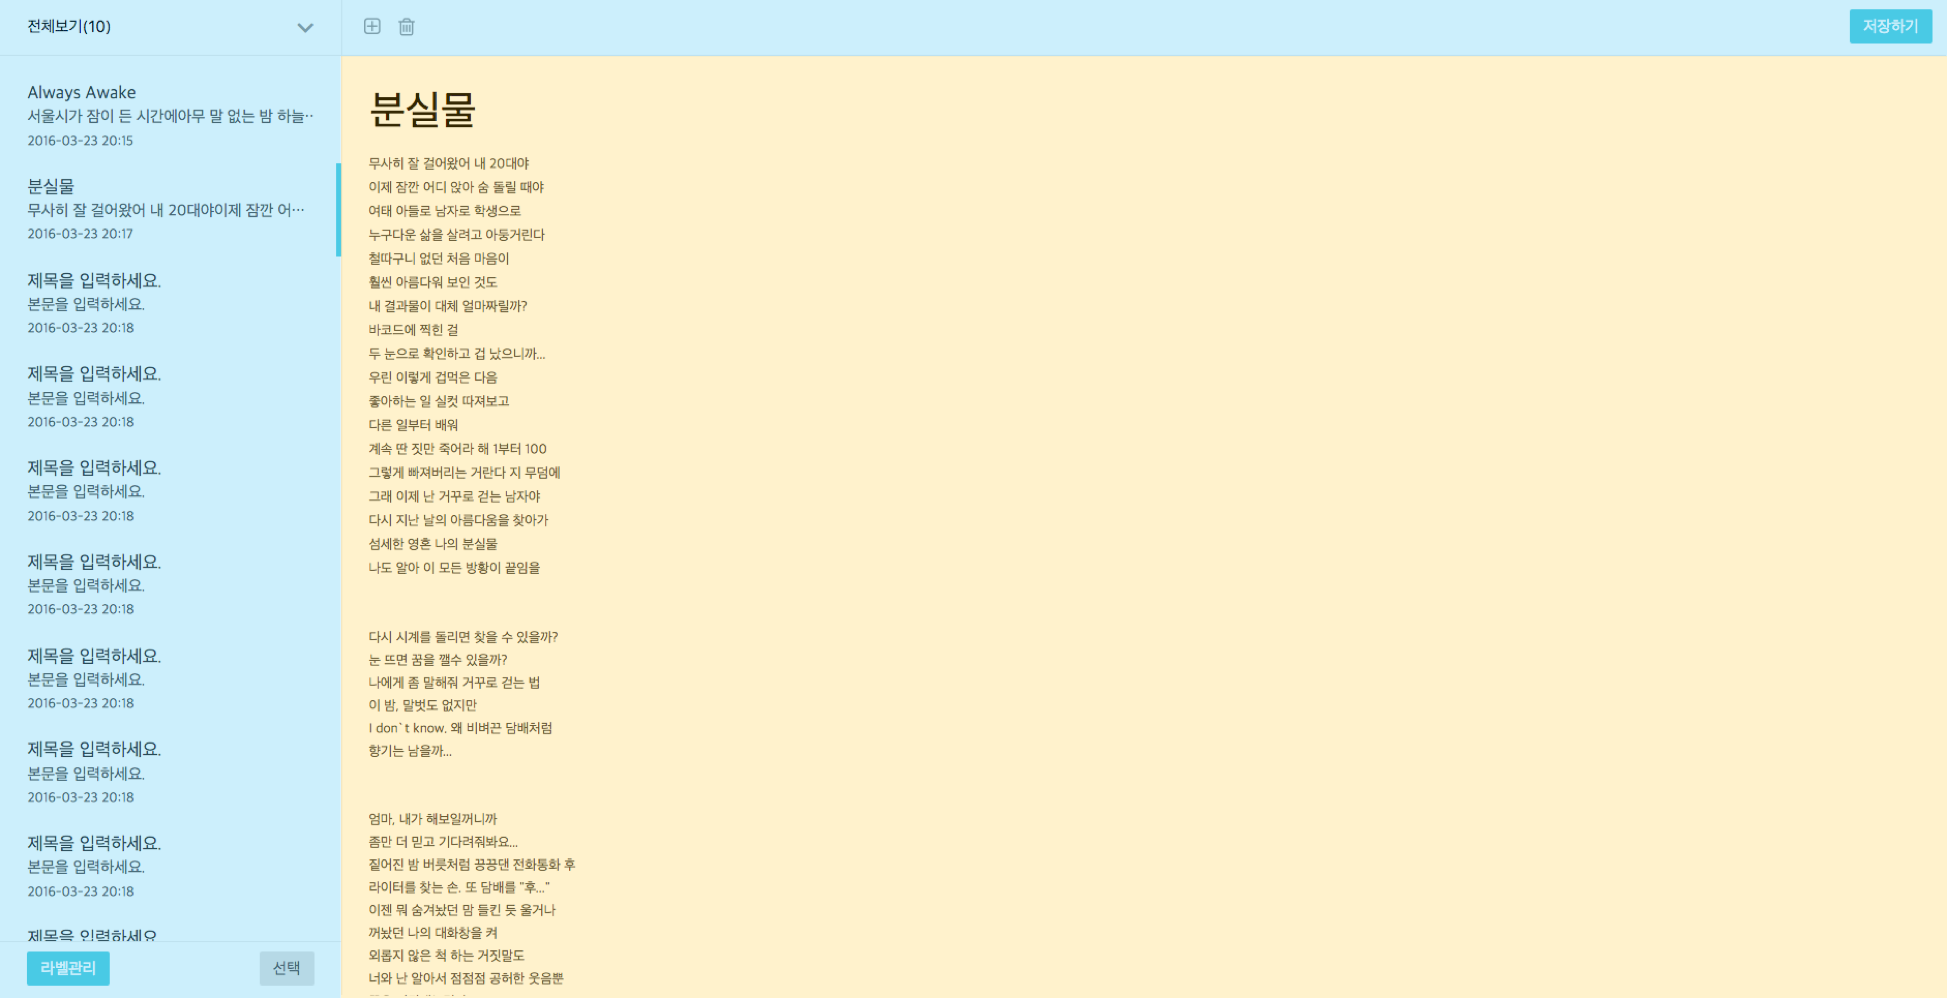 전체보기(10)
저장하기
Always Awake
서울시가 잠이 든 시간에아무 말 없는 밤 하늘…
2016-03-23 20:15
분실물
무사히 잘 걸어왔어 내 20대야이제 잠깐 어…
2016-03-23 20:17
제목을 입력하세요.
본문을 입력하세요.
2016-03-23 20:18
제목을 입력하세요.
본문을 입력하세요.
2016-03-23 20:18
제목을 입력하세요.
본문을 입력하세요.
2016-03-23 20:18
제목을 입력하세요.
본문을 입력하세요.
2016-03-23 20:18
제목을 입력하세요.
본문을 입력하세요.
2016-03-23 20:18
제목을 입력하세요.
본문을 입력하세요.
2016-03-23 20:18
제목을 입력하세요.
본문을 입력하세요.
2016-03-23 20:18
제목을 입력하세요
라벨관리
선택
분실물
무사히 잘 걸어왔어 내 20대야
이제 잠깐 어디 앉아 숨 돌릴 때야
여태 아들로 남자로 학생으로
누구다운 삶을 살려고 아둥거린다
철따구니 없던 처음 마음이
훨씬 아름다워 보인 것도
내 결과물이 대체 얼마짜릴까?
바코드에 찍힌 걸
두 눈으로 확인하고 겁 났으니까...
우린 이렇게 겁먹은 다음
좋아하는 일 실컷 따져보고
다른 일부터 배워
계속 딴 짓만 죽어라 해 1부터 100
그렇게 빠져버리는 거란다 지 무덤에
그래 이제 난 거꾸로 걷는 남자야
다시 지난 날의 아름다움을 찾아가
섬세한 영혼 나의 분실물
나도 알아 이 모든 방황이 끝임을
다시 시계를 돌리면 찾을 수 있을까?
눈 뜨면 꿈을 깰수 있을까?
나에게 좀 말해줘 거꾸로 걷는 법
이 밤, 말벗도 없지만
I don`t know. 왜 비벼끈 담배처럼
향기는 남을까...
엄마, 내가 해보일꺼니까
좀만 더 믿고 기다려줘봐요...
짙어진 밤 버릇처럼 끙끙댄 전화통화 후
라이터를 찾는 손. 또 담배를 "후..."
이젠 뭐 숨겨놨던 맘 들킨 듯 울거나
꺼놨던 나의 대화창을 켜
외롭지 않은 척 하는 거짓말도
너와 난 알아서 점점점 공허한 웃음뿐